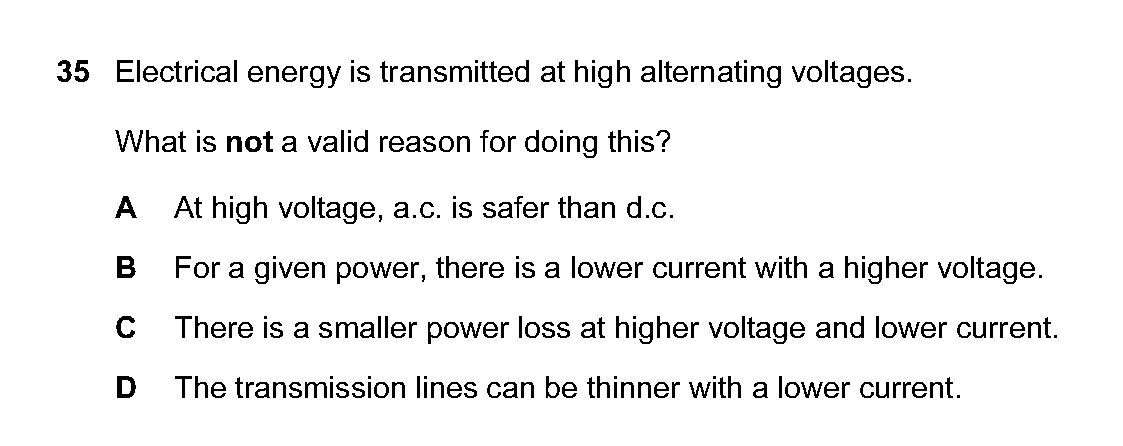 35 Electrical energy is transmitted at high alternating voltages.
What is not a valid reason for doing this?
A At high voltage, a.c. is safer than d.c.
B For a given power, there is a lower current with a higher voltage.
C There is a smaller power loss at higher voltage and lower current.
D The transmission lines can be thinner with a lower current.